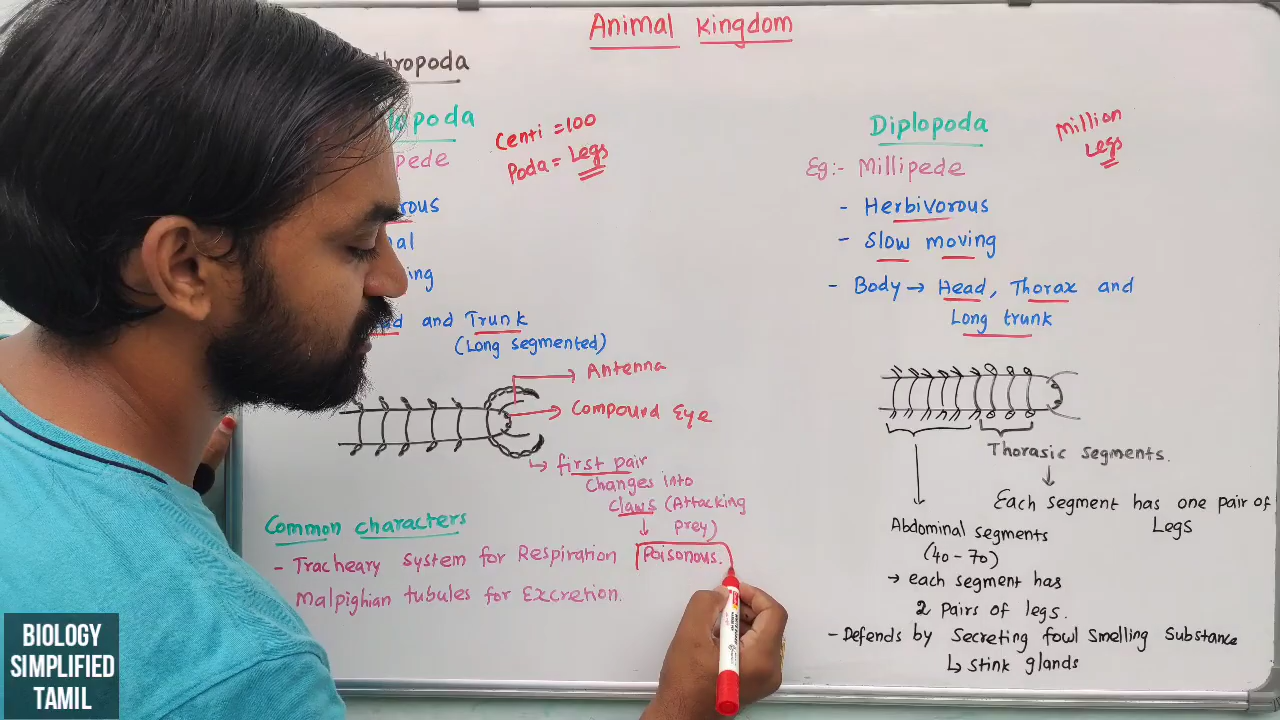 Animal kingdom
thropoda
opoda
Centi = 100
Poda = Legs
pede
rous
nal
ing
and Trunk
(Long segmented)
Antenna
Compound Eye
first pair
Changes into
claws (Attacking
prey)
Poisonous.
Common characters
- Tracheary system for Respiration
Malpighian tubules for Excretion.
Diplopoda
Million
Legs
Eg:- Millipede
- Herbivorous
- Slow moving
- Body → Head, Thorax and
Long trunk
Thorasic segments.
Each segment has one pair of
Legs
Abdominal segments
(40 - 70)
→ each segment has
2 Pairs of legs.
- Defends by Secreting fowl smelling Substance
↳ Stink glands
BIOLOGY
SIMPLIFIED
TAMIL